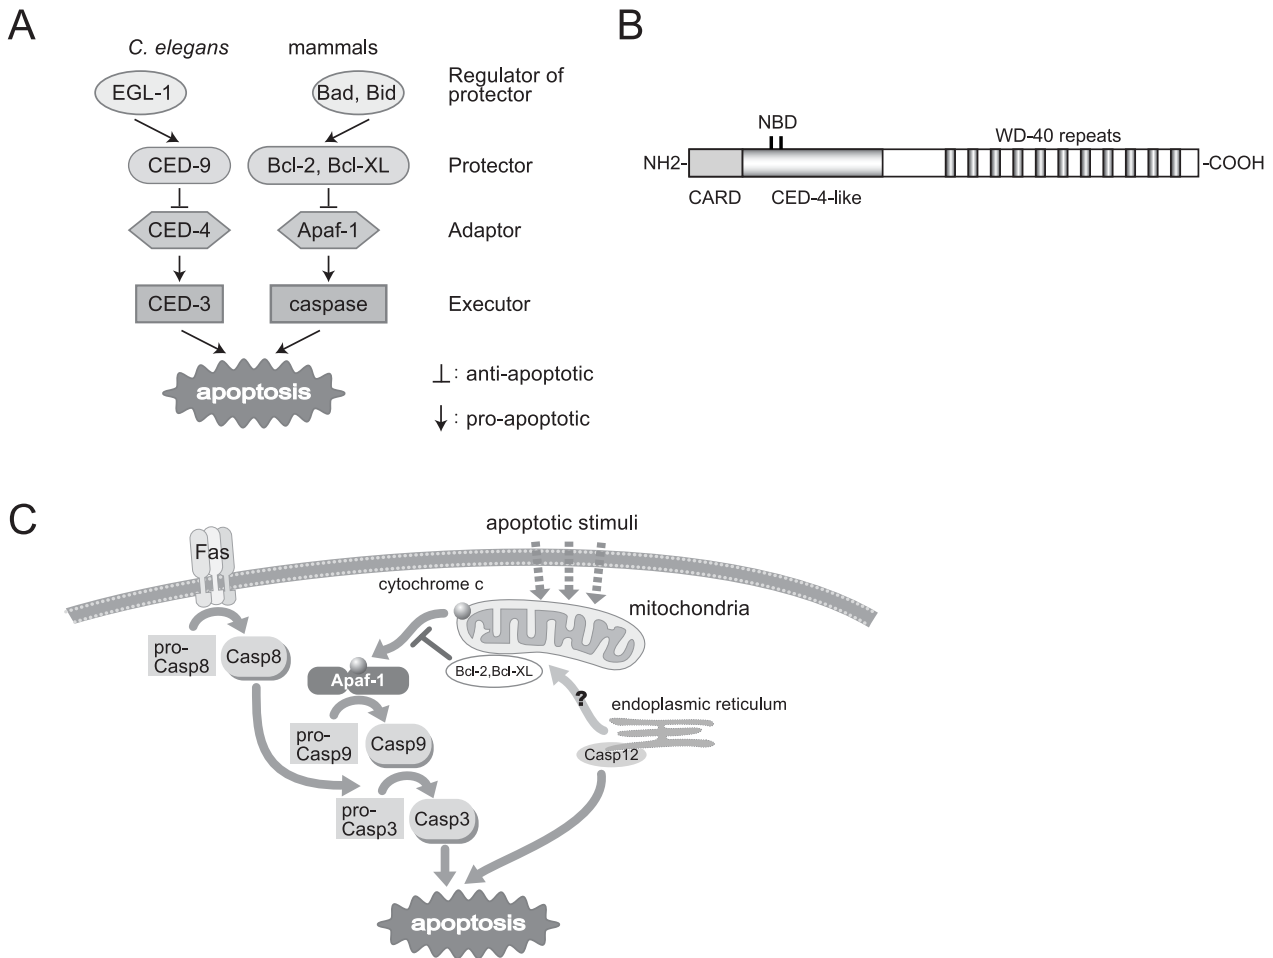 A
C. elegans
mammals
EGL-1
Bad, Bid
Regulator of
protector
CED-9
Bcl-2, Bcl-XL
Protector
CED-4
Apaf-1
Adaptor
CED-3
caspase
Executor
apoptosis
⊥ : anti-apoptotic
↓ : pro-apoptotic
B
NBD
WD-40 repeats
NH2-
-COOH
CARD
CED-4-like
C
apoptotic stimuli
Fas
cytochrome c
mitochondria
pro-
Casp8
Casp8
Bcl-2,Bcl-XL
Apaf-1
?
endoplasmic reticulum
pro-
Casp9
Casp9
Casp12
pro-
Casp3
Casp3
apoptosis